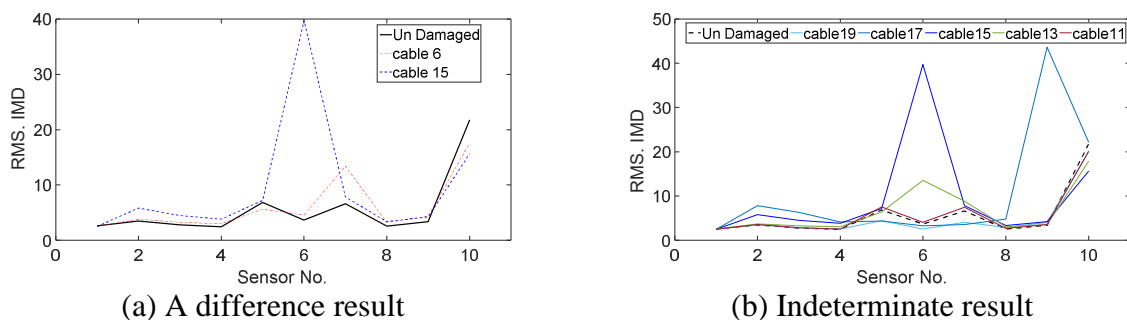 40
30
20
10
0
RMS. IMD
0 2 4 6 8 10
Sensor No.
Un Damaged
cable 6
cable 15
(a) A difference result
50
40
30
20
10
0
RMS. IMD
0 2 4 6 8 10
Sensor No.
Un Damaged cable19 cable17 cable15 cable13 cable11
(b) Indeterminate result